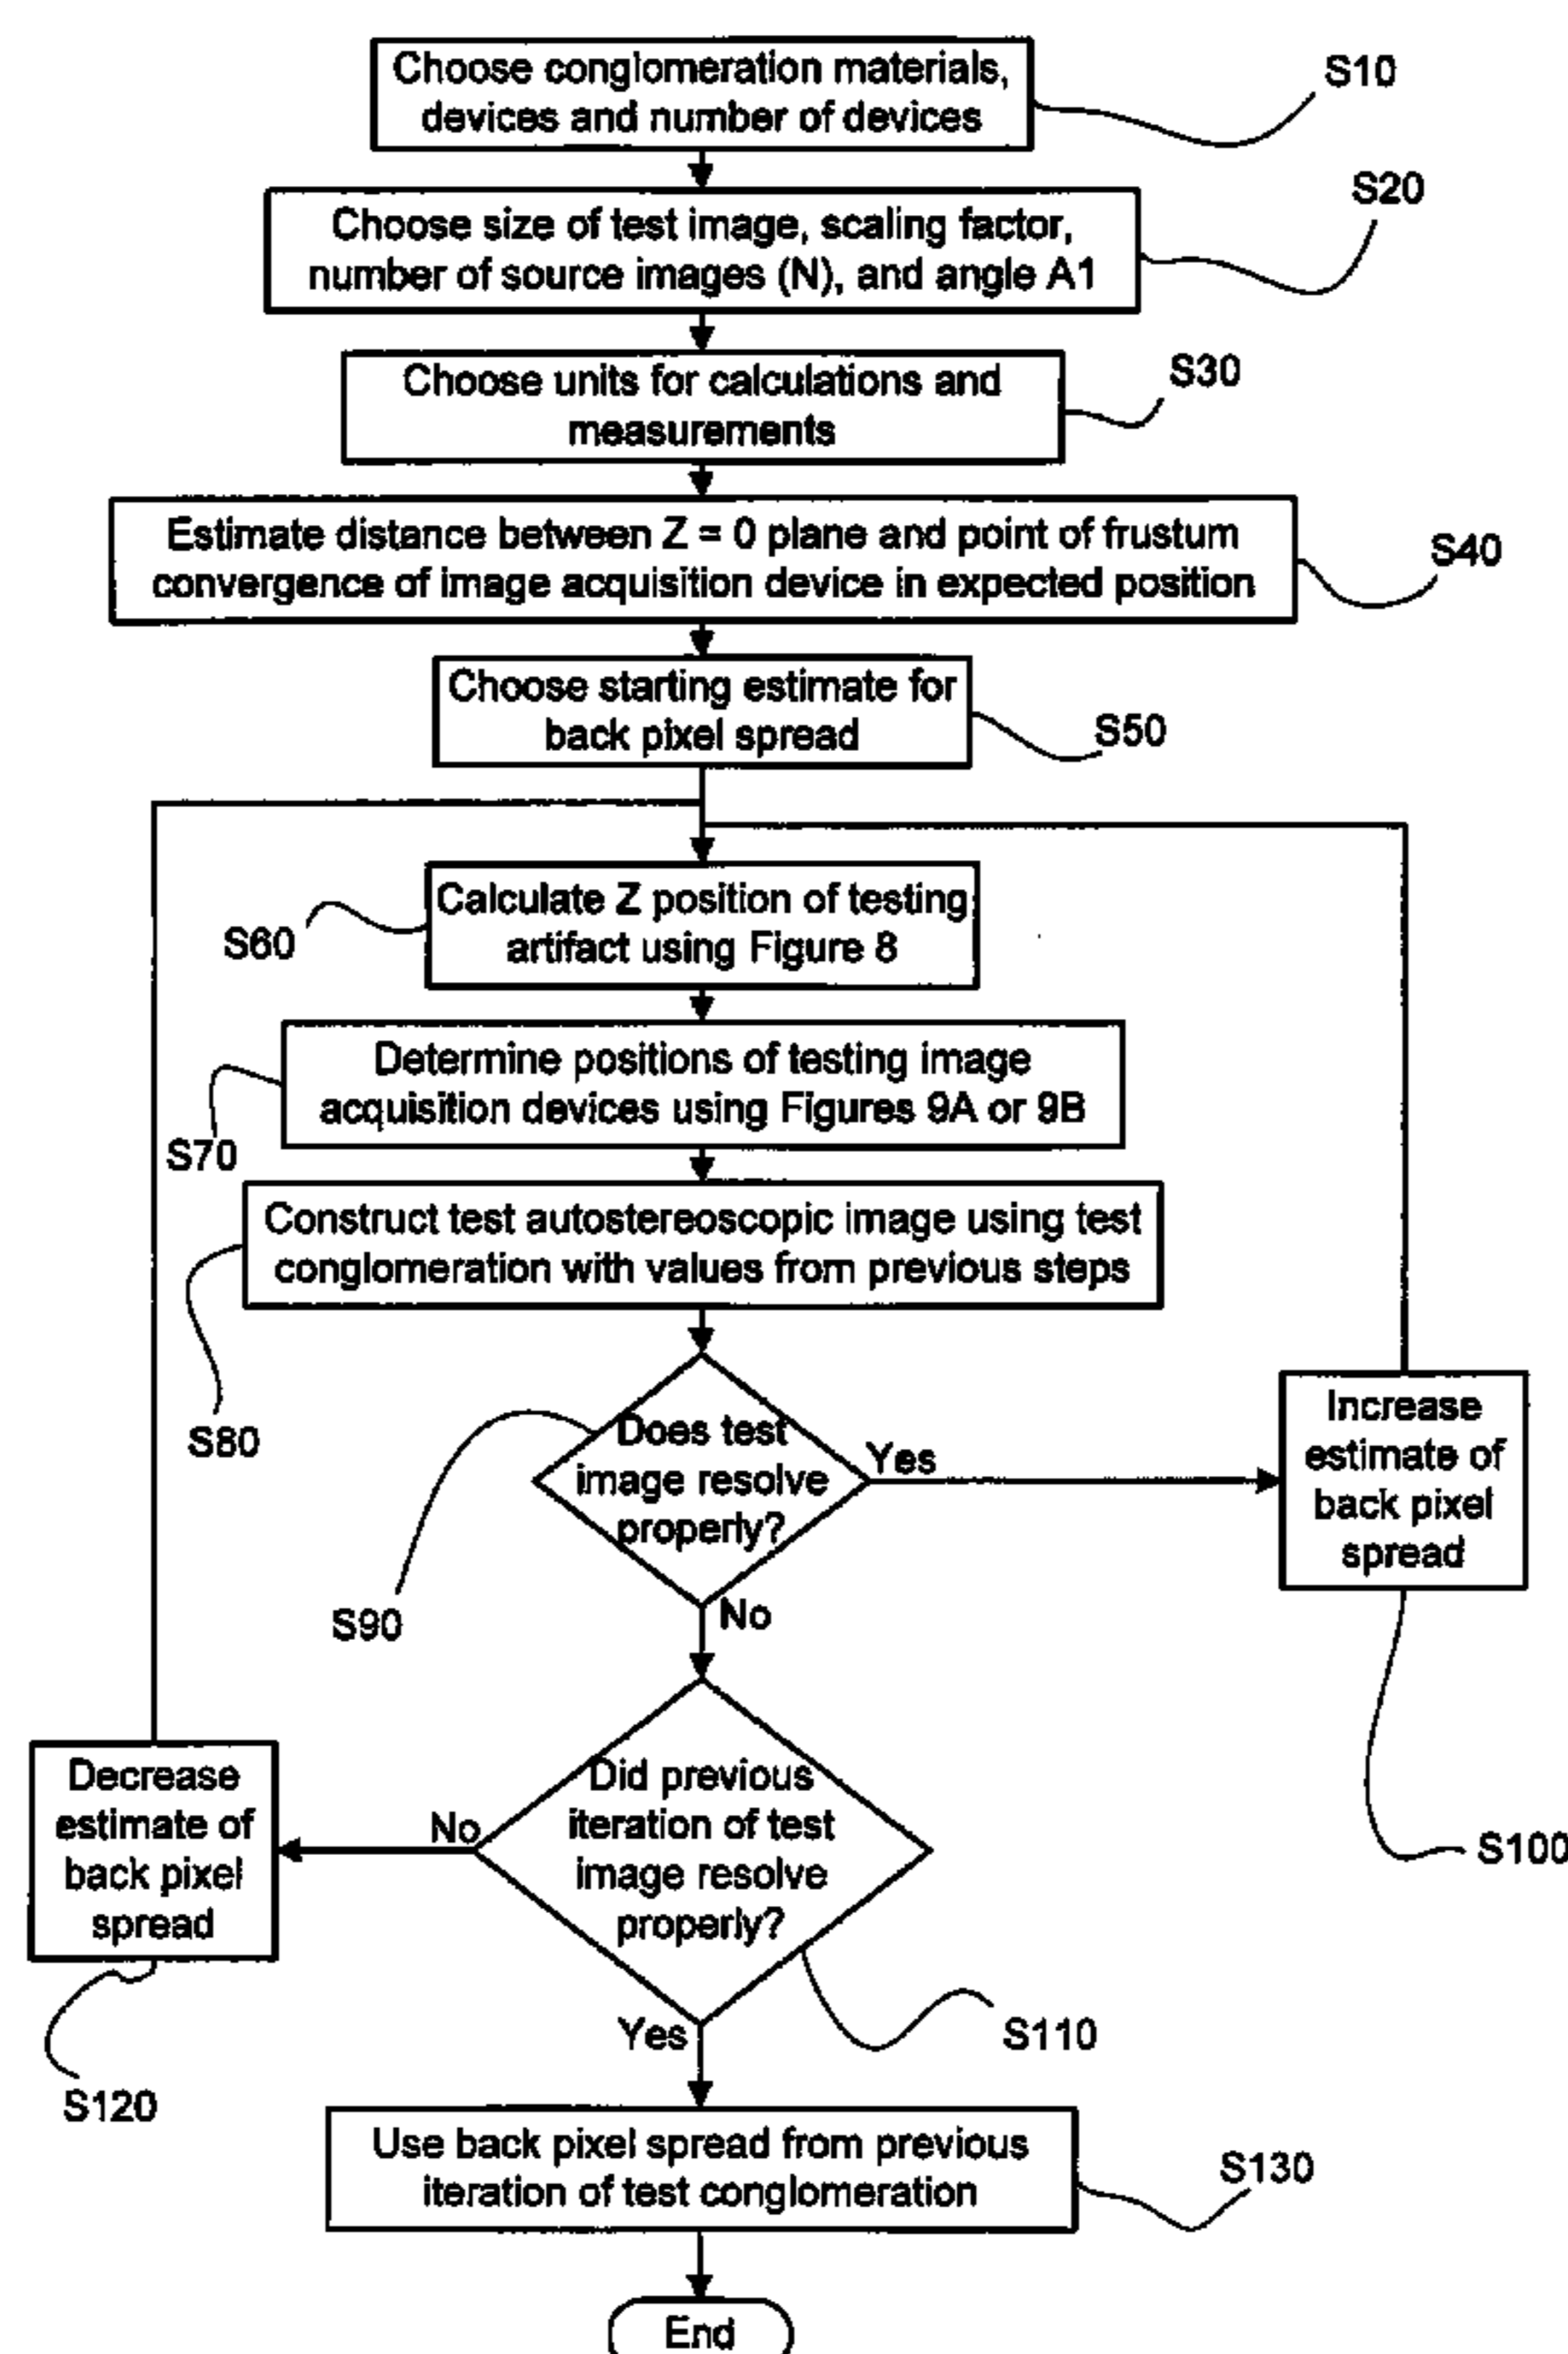 Choose conglomeration materials,
devices and number of devices
S10
Choose size of test image, scaling factor,
number of source images (N), and angle A1
S20
Choose units for calculations and
measurements
S30
Estimate distance between Z = 0 plane and point of frustum
convergence of image acquisition device in expected position
S40
Choose starting estimate for
back pixel spread
S50
Calculate Z position of testing
artifact using Figure 8
S60
Determine positions of testing image
acquisition devices using Figures 9A or 9B
S70
Construct test autostereoscopic image using test
conglomeration with values from previous steps
S80
Does test
image resolve
properly?
S90
Yes
No
Increase
estimate of
back pixel
spread
S100
Did previous
iteration of test
image resolve
properly?
S110
No
Yes
Decrease
estimate of
back pixel
spread
S120
Use back pixel spread from previous
iteration of test conglomeration
S130
End